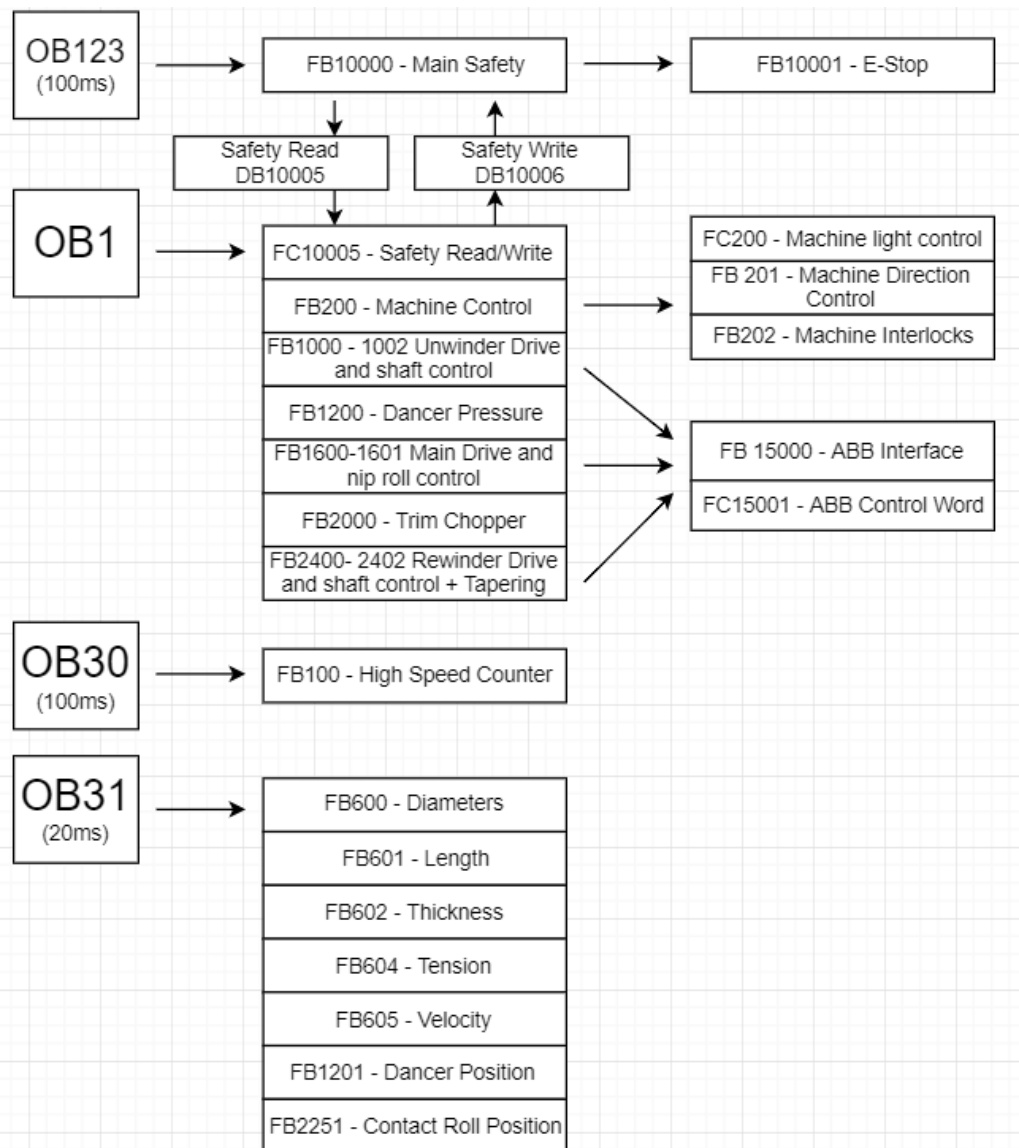 OB123
(100ms)
FB10000 - Main Safety
FB10001 - E-Stop
Safety Read
DB10005
Safety Write
DB10006
OB1
FC10005 - Safety Read/Write
FB200 - Machine Control
FB1000 - 1002 Unwinder Drive
and shaft control
FB1200 - Dancer Pressure
FB1600-1601 Main Drive and
nip roll control
FB2000 - Trim Chopper
FB2400- 2402 Rewinder Drive
and shaft control + Tapering
FC200 - Machine light control
FB 201 - Machine Direction
Control
FB202 - Machine Interlocks
FB 15000 - ABB Interface
FC15001 - ABB Control Word
OB30
(100ms)
FB100 - High Speed Counter
OB31
(20ms)
FB600 - Diameters
FB601 - Length
FB602 - Thickness
FB604 - Tension
FB605 - Velocity
FB1201 - Dancer Position
FB2251 - Contact Roll Position